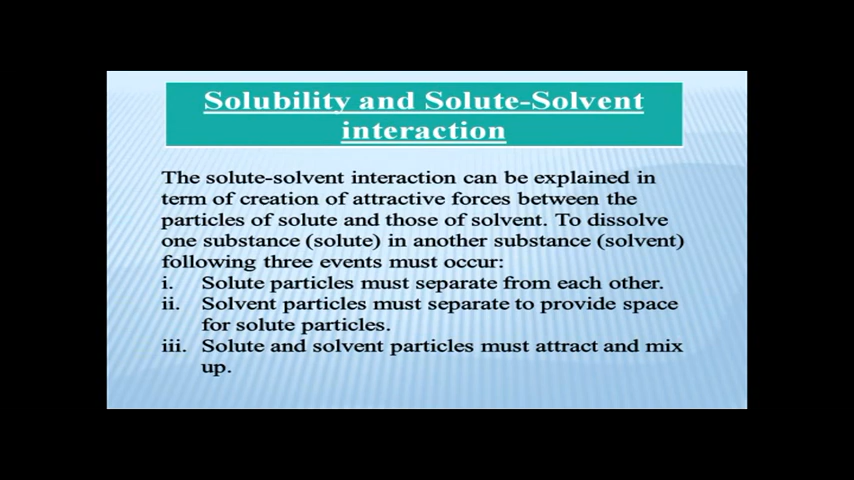 Solubility and Solute-Solvent
interaction
The solute-solvent interaction can be explained in
term of creation of attractive forces between the
particles of solute and those of solvent. To dissolve
one substance (solute) in another substance (solvent)
following three events must occur:
i. Solute particles must separate from each other.
ii. Solvent particles must separate to provide space
for solute particles.
iii. Solute and solvent particles must attract and mix
up.